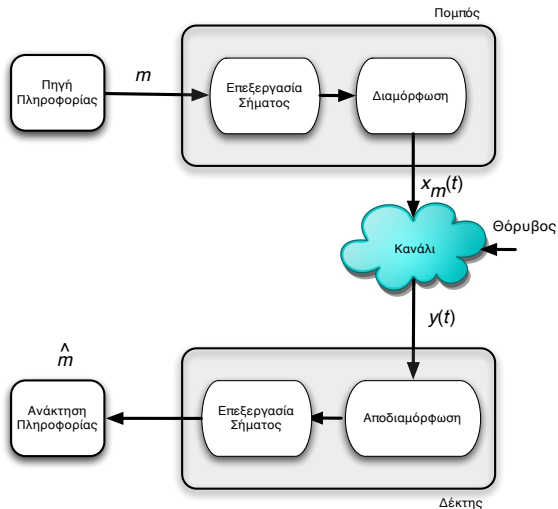 Πομπός
Πηγή
Πληροφορίας
m
Επεξεργασία
Σήματος
Διαμόρφωση
x_m(t)
Κανάλι
Θόρυβος
y(t)
m̂
Ανάκτηση
Πληροφορίας
Επεξεργασία
Σήματος
Αποδιαμόρφωση
Δέκτης